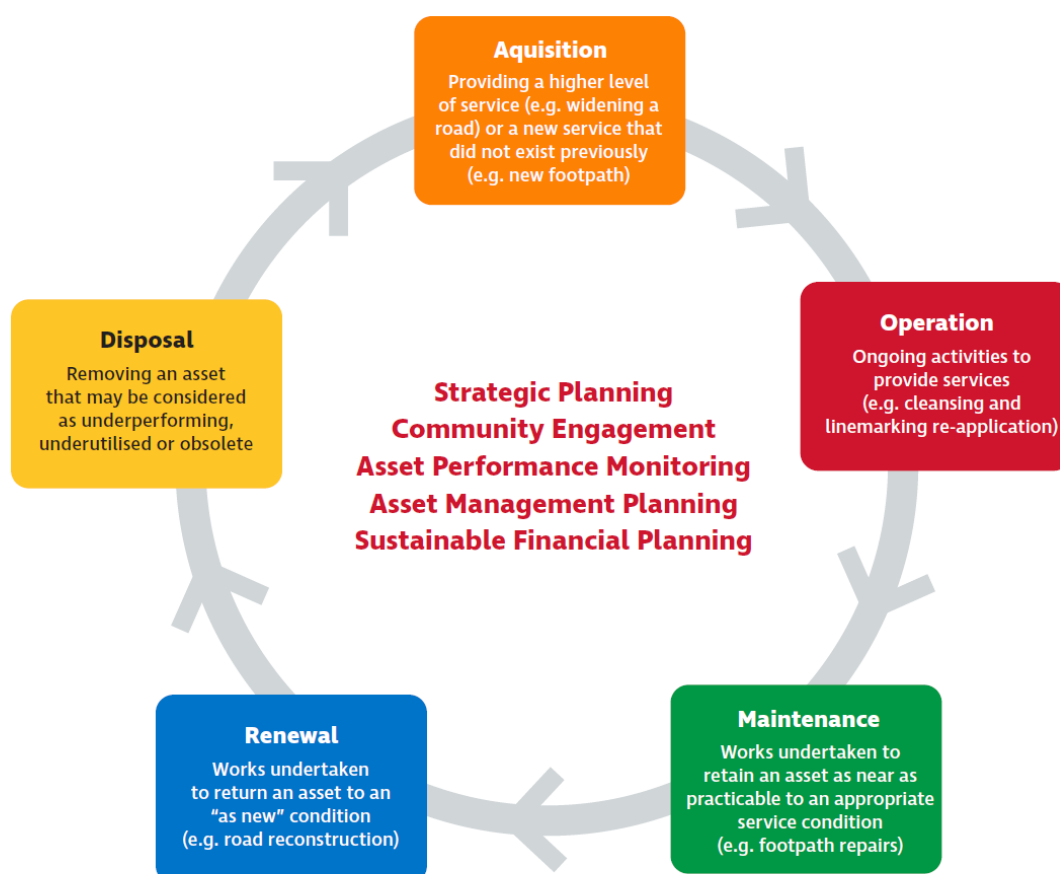 Aquisition
Providing a higher level
of service (e.g. widening a
road) or a new service that
did not exist previously
(e.g. new footpath)
Operation
Ongoing activities to
provide services
(e.g. cleansing and
linemarking re-application)
Maintenance
Works undertaken to
retain an asset as near as
practicable to an appropriate
service condition
(e.g. footpath repairs)
Renewal
Works undertaken
to return an asset to an
“as new” condition
(e.g. road reconstruction)
Disposal
Removing an asset
that may be considered
as underperforming,
underutilised or obsolete
Strategic Planning
Community Engagement
Asset Performance Monitoring
Asset Management Planning
Sustainable Financial Planning